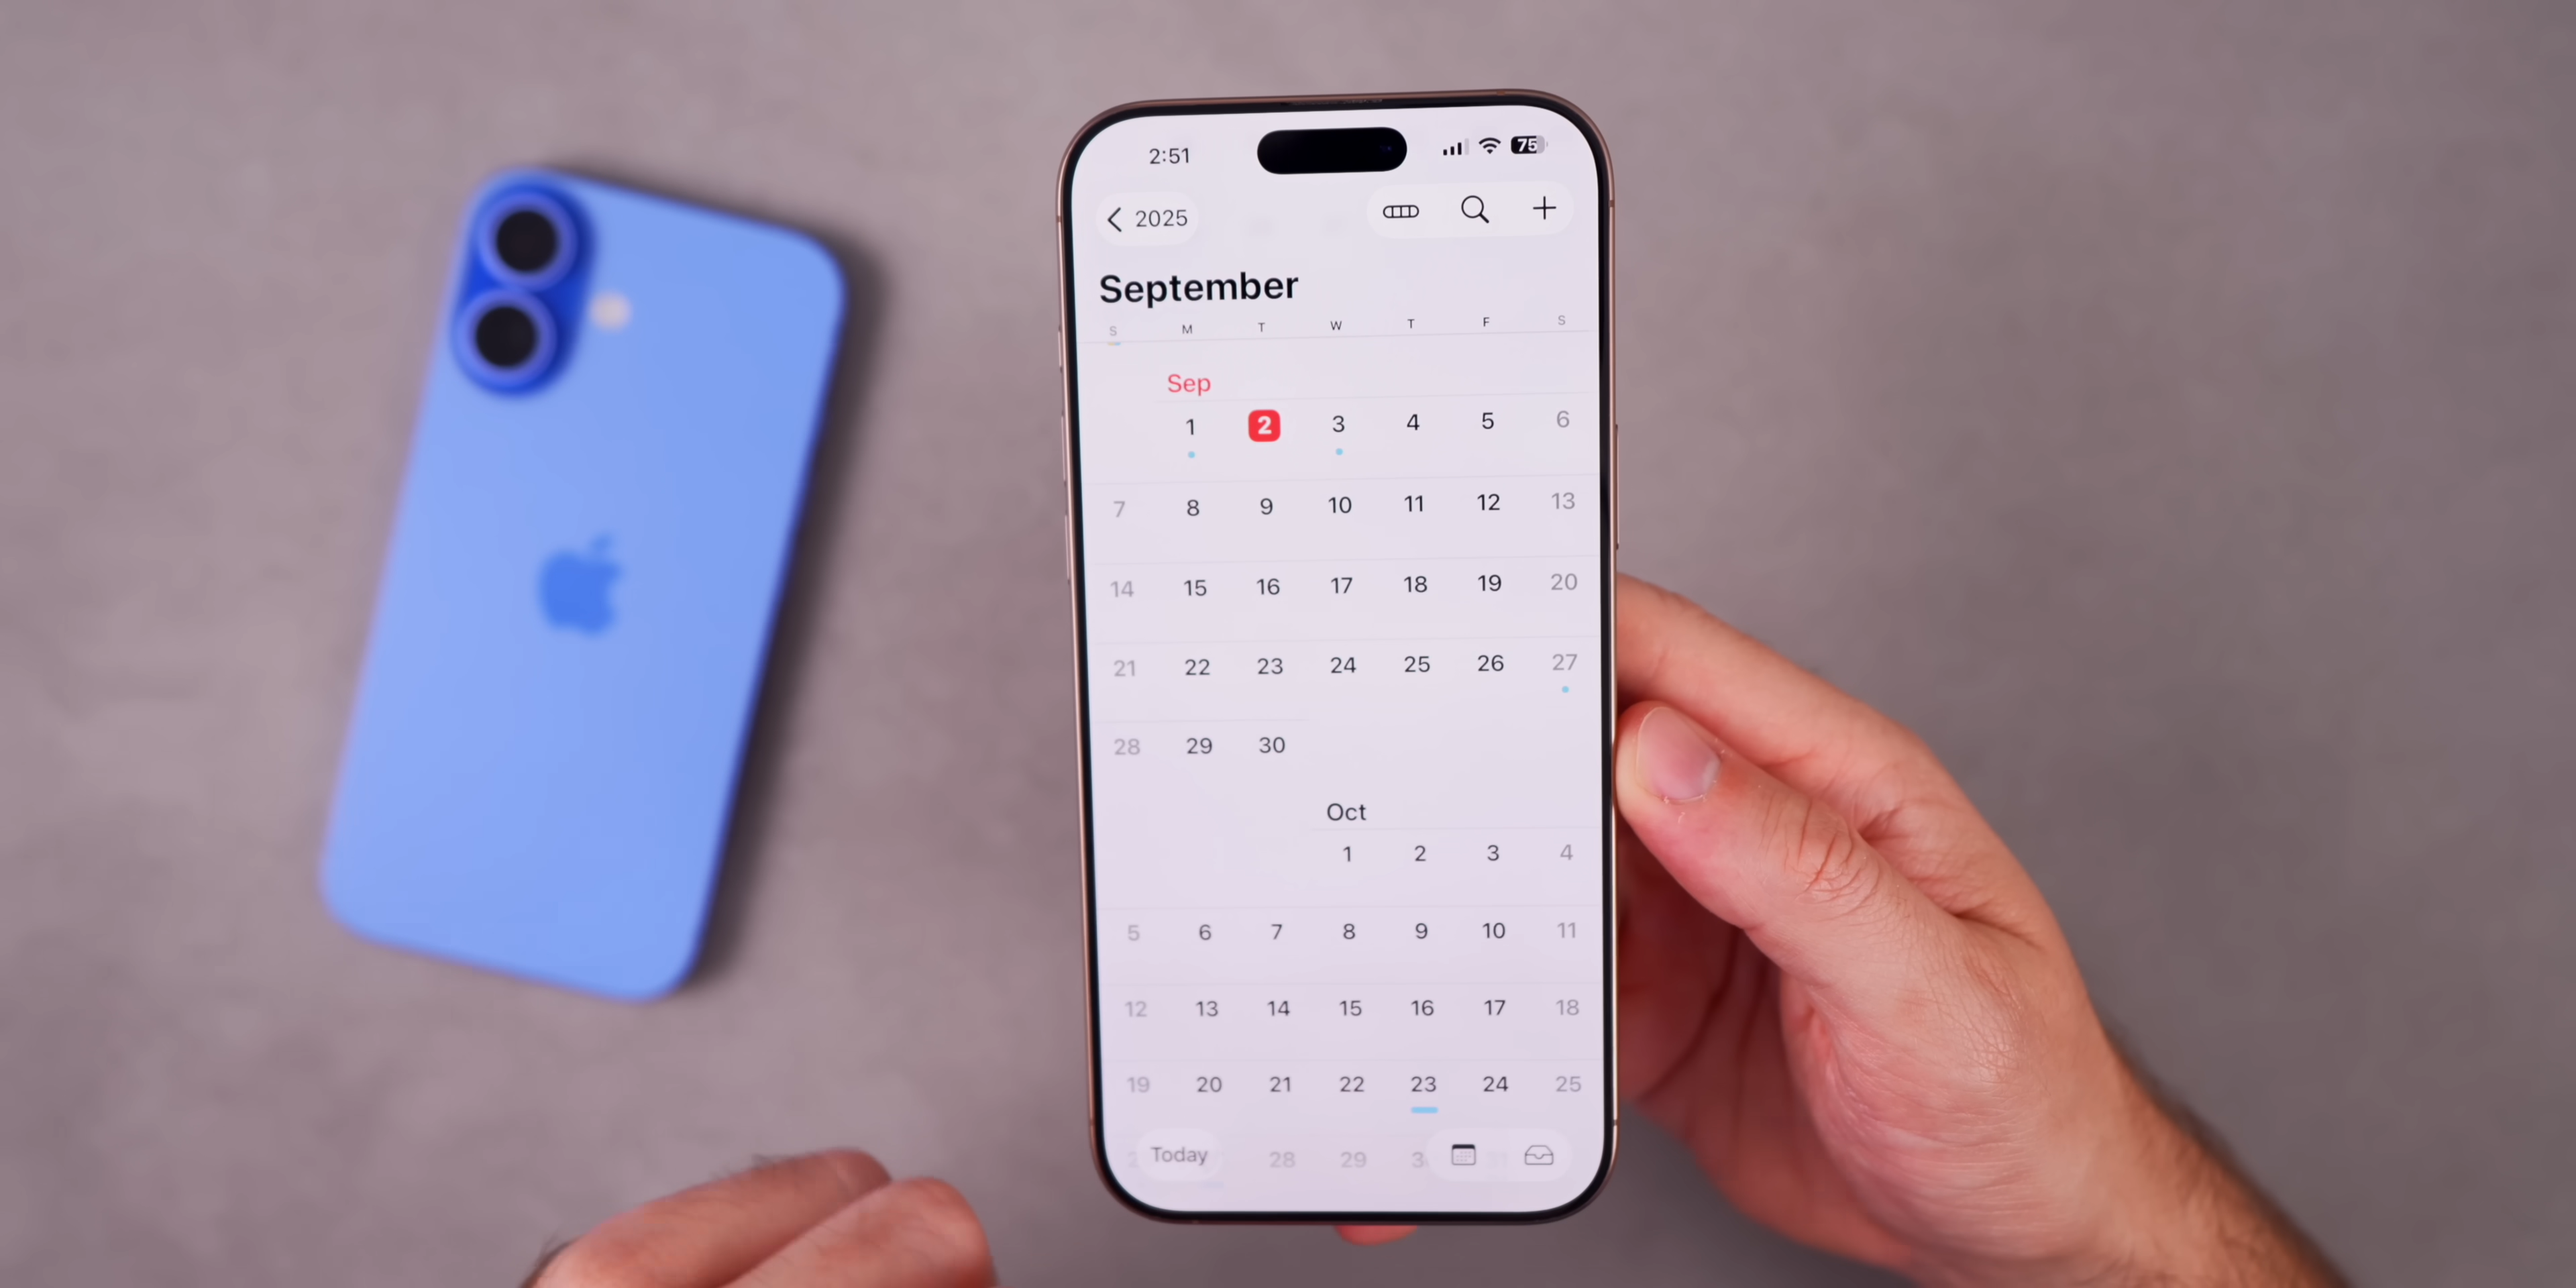 2:51 75
2025
September
S M T W T F S
Sep
1 2 3 4 5 6
7 8 9 10 11 12 13
14 15 16 17 18 19 20
21 22 23 24 25 26 27
28 29 30
Oct
1 2 3 4
5 6 7 8 9 10 11
12 13 14 15 16 17 18
19 20 21 22 23 24 25
Today 28 29